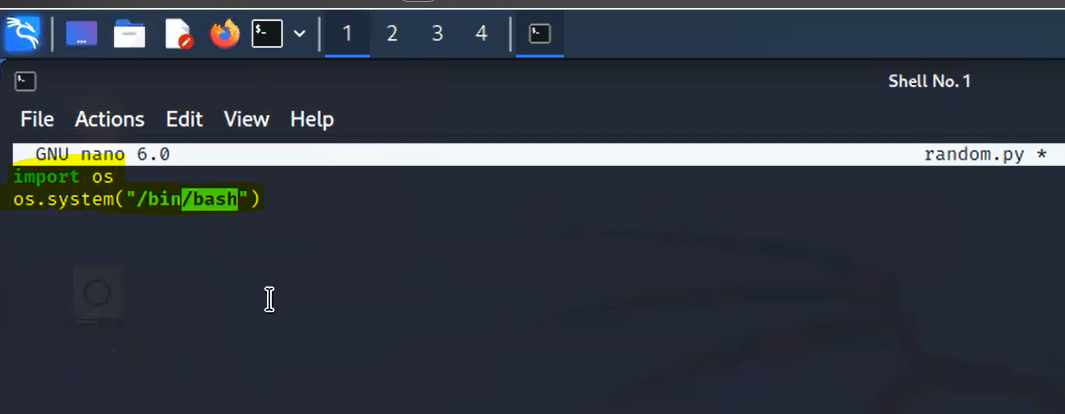 1 2 3 4
Shell No. 1
File Actions Edit View Help
GNU nano 6.0 random.py *
import os
os.system("/bin/bash")